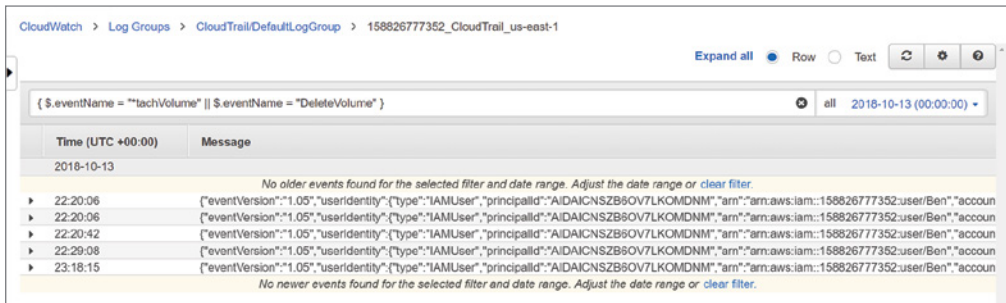 CloudWatch > Log Groups > CloudTrail/DefaultLogGroup > 158826777352_CloudTrail_us-east-1
Expand all Row Text
{ $.eventName = "*tachVolume" || $.eventName = "DeleteVolume" } all 2018-10-13 (00:00:00)
Time (UTC +00:00) Message
2018-10-13
No older events found for the selected filter and date range. Adjust the date range or clear filter.
22:20:06 {"eventVersion":"1.05","userIdentity":{"type":"IAMUser","principalId":"AIDAICNSZB6OV7LKOMDNM","arn":"arn:aws:iam::158826777352:user/Ben","accoun
22:20:06 {"eventVersion":"1.05","userIdentity":{"type":"IAMUser","principalId":"AIDAICNSZB6OV7LKOMDNM","arn":"arn:aws:iam::158826777352:user/Ben","accoun
22:20:42 {"eventVersion":"1.05","userIdentity":{"type":"IAMUser","principalId":"AIDAICNSZB6OV7LKOMDNM","arn":"arn:aws:iam::158826777352:user/Ben","accoun
22:29:08 {"eventVersion":"1.05","userIdentity":{"type":"IAMUser","principalId":"AIDAICNSZB6OV7LKOMDNM","arn":"arn:aws:iam::158826777352:user/Ben","accoun
23:18:15 {"eventVersion":"1.05","userIdentity":{"type":"IAMUser","principalId":"AIDAICNSZB6OV7LKOMDNM","arn":"arn:aws:iam::158826777352:user/Ben","accoun
No newer events found for the selected filter and date range. Adjust the date range or clear filter.